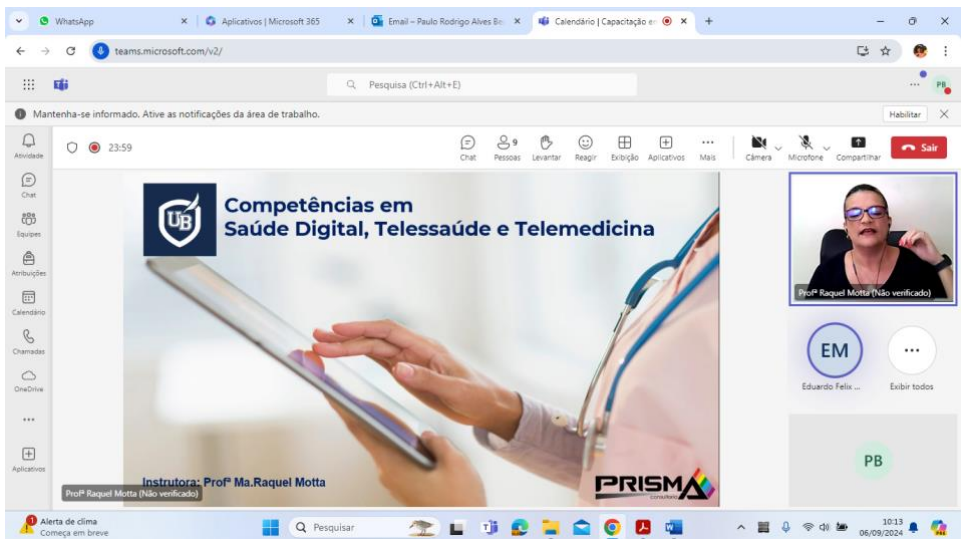 WhatsApp
Aplicativos | Microsoft 365
Email – Paulo Rodrigo Alves Be
Calendário | Capacitação en
teams.microsoft.com/v2/
Pesquisa (Ctrl+Alt+E)
PB
Mantenha-se informado. Ative as notificações da área de trabalho.
Habilitar
23:59
9
Chat
Pessoas
Levantar
Reagir
Exibição
Aplicativos
Mais
Câmera
Microfone
Compartilhar
Sair
Atividade
Chat
Equipes
Atribuições
Calendário
Chamadas
OneDrive
Aplicativos
UB
Competências em
Saúde Digital, Telessaúde e Telemedicina
Instrutora: Profª Ma.Raquel Motta
PRISMA
consultoria
Profª Raquel Motta (Não verificado)
Profª Raquel Motta (Não verificado)
EM
Eduardo Felix ...
Exibir todos
PB
Alerta de clima
Começa em breve
Pesquisar
10:13
06/09/2024